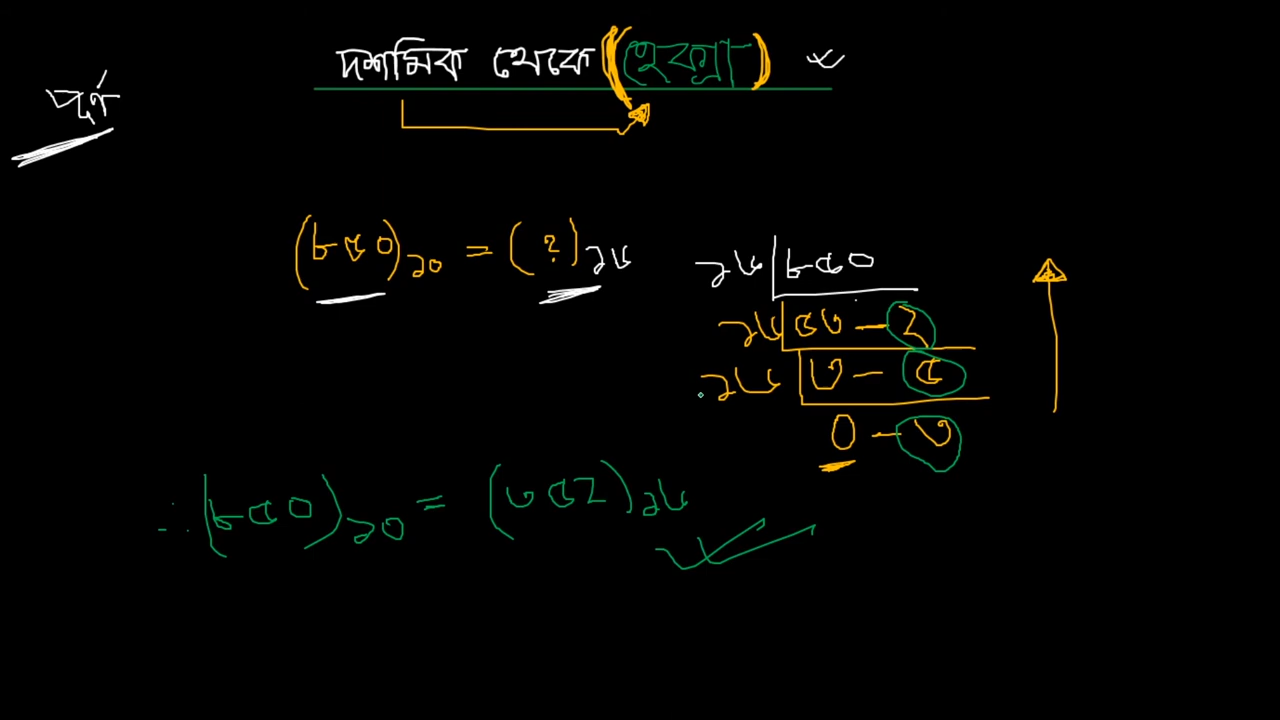 দশমিক থেকে (হেক্সা)
পূর্ণ
(৮৫০)১০ = (?)১৬
১৬ ৮৫০
১৬ ৫৩ — ২
১৬ ৩ — ৫
০ — ৩
∴ (৮৫০)১০ = (৩৫২)১৬